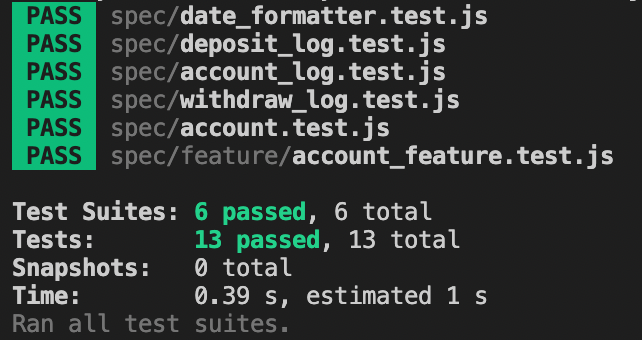 PASS spec/date_formatter.test.js
PASS spec/deposit_log.test.js
PASS spec/account_log.test.js
PASS spec/withdraw_log.test.js
PASS spec/account.test.js
PASS spec/feature/account_feature.test.js
Test Suites: 6 passed, 6 total
Tests: 13 passed, 13 total
Snapshots: 0 total
Time: 0.39 s, estimated 1 s
Ran all test suites.